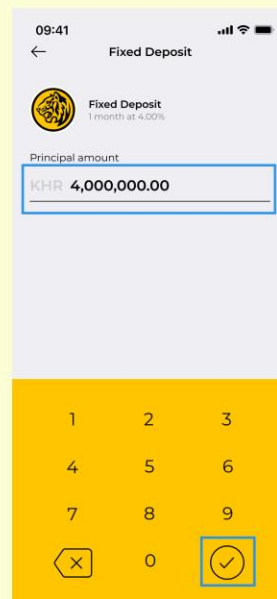 09:41
Fixed Deposit
Fixed Deposit
1 month at 4.00%
Principal amount
KHR 4,000,000.00
1 2 3
4 5 6
7 8 9
0